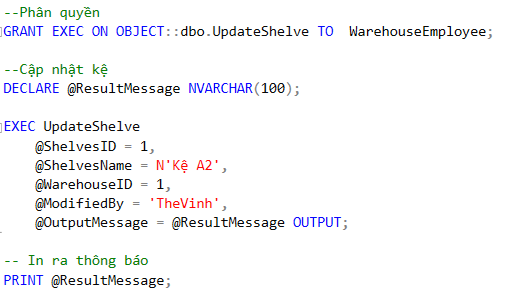 --Phân quyền
GRANT EXEC ON OBJECT::dbo.UpdateShelve TO  WarehouseEmployee;
--Cập nhật kệ
DECLARE @ResultMessage NVARCHAR(100);
EXEC UpdateShelve
@ShelvesID = 1,
@ShelvesName = N'Kệ A2',
@WarehouseID = 1,
@ModifiedBy = 'TheVinh',
@OutputMessage = @ResultMessage OUTPUT;
-- In ra thông báo
PRINT @ResultMessage;